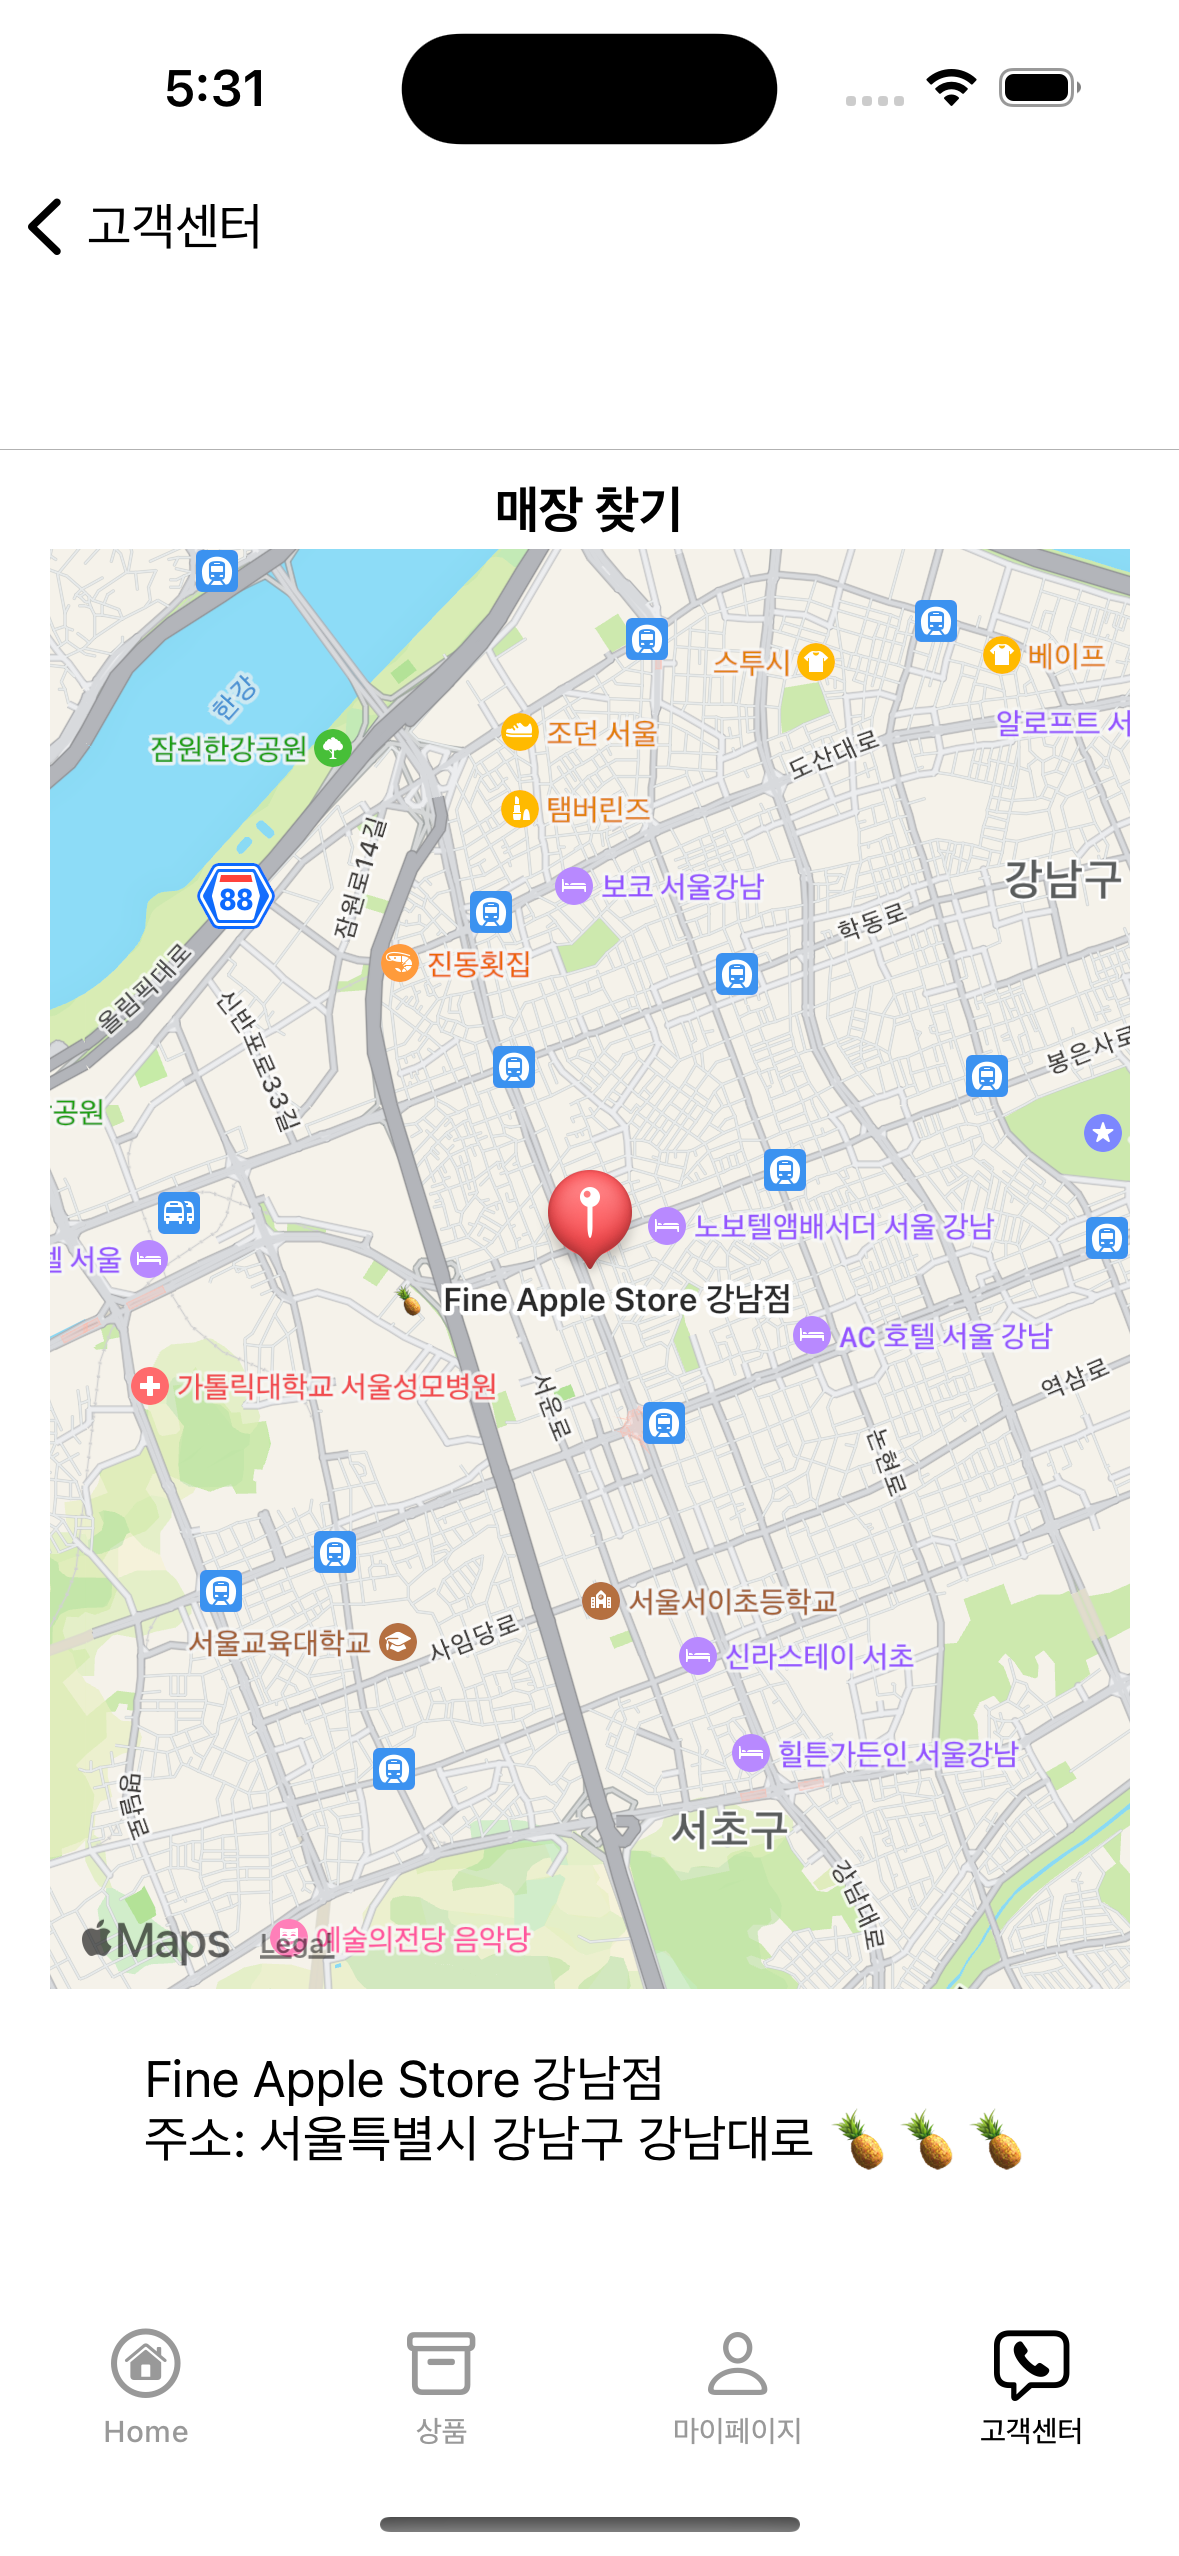 5:31
고객센터
매장 찾기
스투시
베이프
한강
알로프트 서
잠원한강공원
조던 서울
도산대로
탬버린즈
잠원로14길
강남구
보코 서울강남
88
학동로
진동횟집
올림픽대로
신반포로33길
봉은사로
공원
노보텔앰배서더 서울 강남
텔 서울
🍍 Fine Apple Store 강남점
AC 호텔 서울 강남
가톨릭대학교 서울성모병원
역삼로
서운로
논현로
서울서이초등학교
서울교육대학교
사임당로
신라스테이 서초
힐튼가든인 서울강남
명달로
서초구
강남대로
Maps
Legal
예술의전당 음악당
Fine Apple Store 강남점
주소: 서울특별시 강남구 강남대로 🍍 🍍 🍍
Home
상품
마이페이지
고객센터